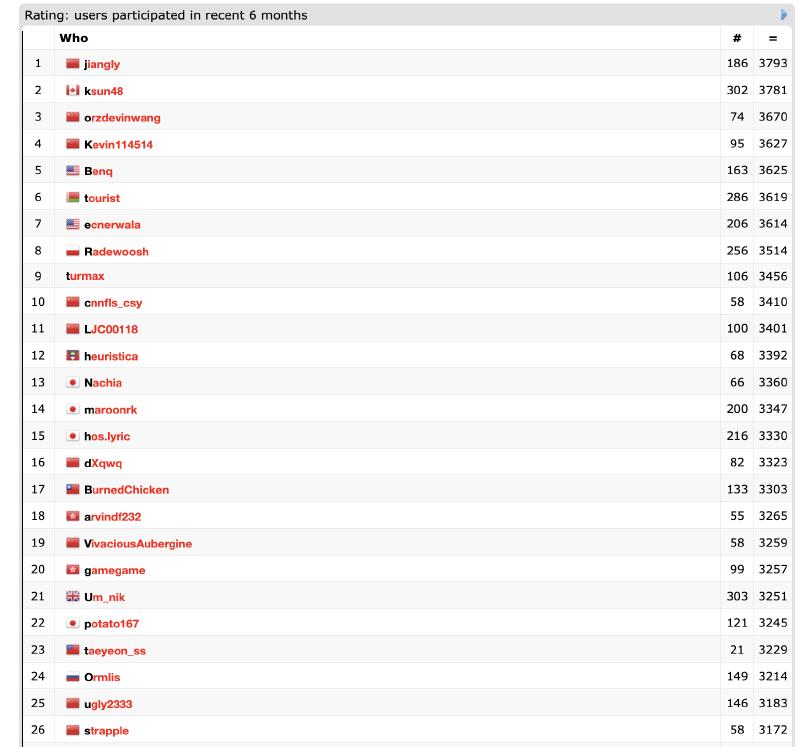 Rating: users participated in recent 6 months
Who # =
1 jiangly 186 3793
2 ksun48 302 3781
3 orzdevinwang 74 3670
4 Kevin114514 95 3627
5 Benq 163 3625
6 tourist 286 3619
7 ecnerwala 206 3614
8 Radewoosh 256 3514
9 turmax 106 3456
10 cnnfls_csy 58 3410
11 LJC00118 100 3401
12 heuristica 68 3392
13 Nachia 66 3360
14 maroonrk 200 3347
15 hos.lyric 216 3330
16 dXqwq 82 3323
17 BurnedChicken 133 3303
18 arvindf232 55 3265
19 VivaciousAubergine 58 3259
20 gamegame 99 3257
21 Um_nik 303 3251
22 potato167 121 3245
23 taeyeon_ss 21 3229
24 Ormlis 149 3214
25 ugly2333 146 3183
26 strapple 58 3172